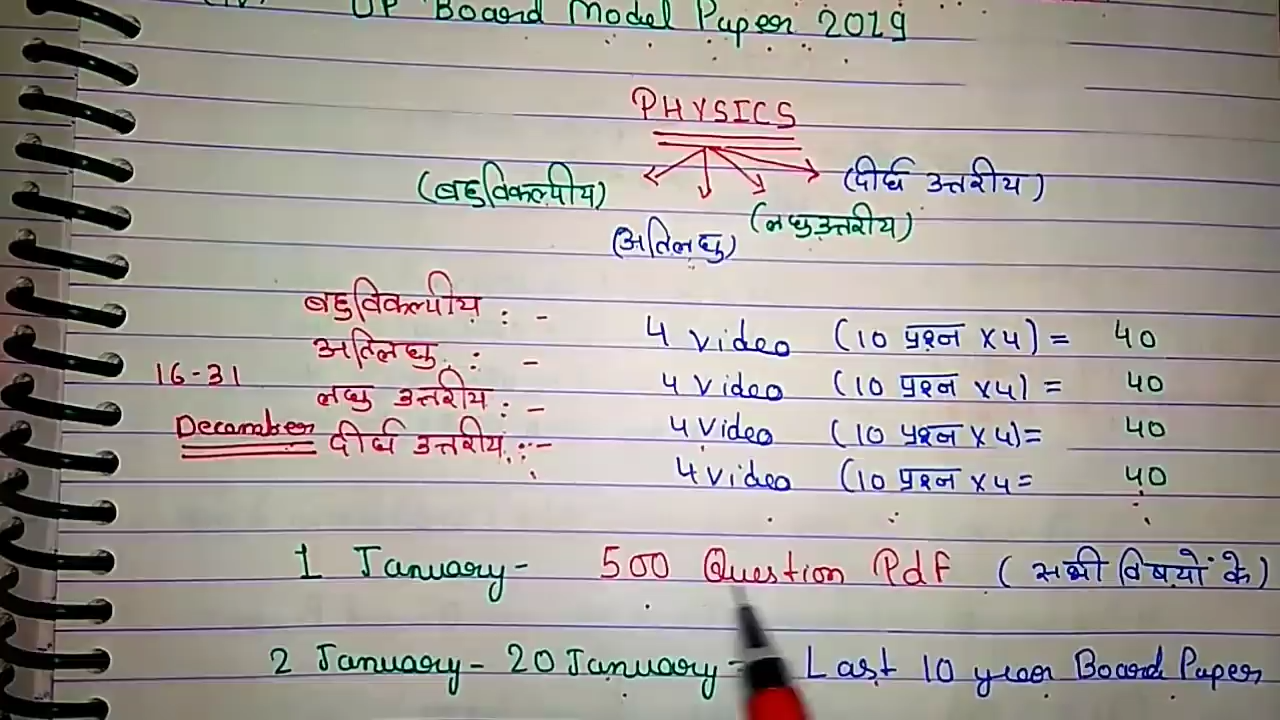 UP Board Model Paper 2019
PHYSICS
(बहुविकल्पीय) (दीर्घ उत्तरीय)
(अतिलघु) (लघुउत्तरीय)
बहुविकल्पीय : - 4 video (10 प्रश्न x4) = 40
अतिलघु : - 4 video (10 प्रश्न x4) = 40
16-31 लघु उत्तरीय : - 4 video (10 प्रश्न x4)= 40
December दीर्घ उत्तरीय : - 4 video (10 प्रश्न x4= 40
1 January- 500 Question Pdf (सभी विषयों के)
2 January- 20 January- Last 10 year Board Paper